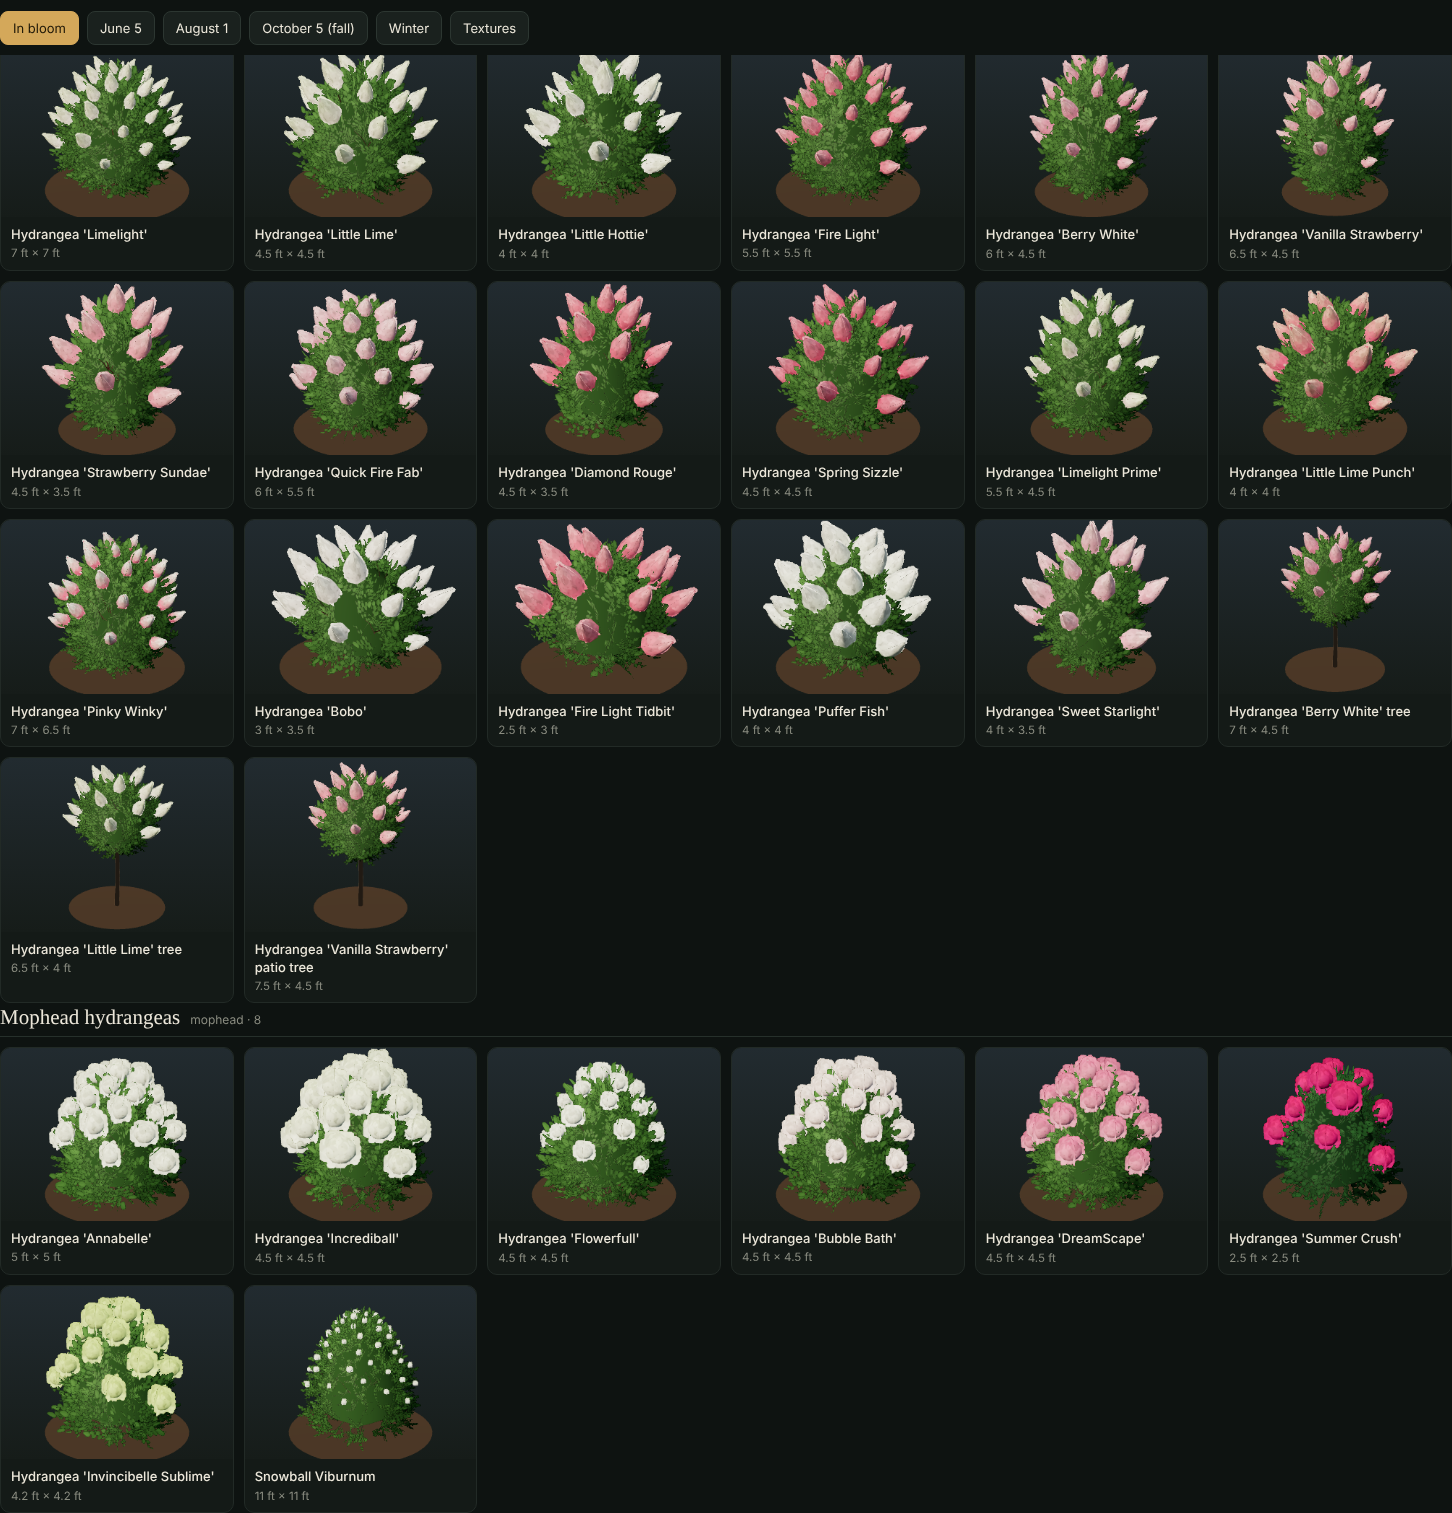 In bloom
June 5
August 1
October 5 (fall)
Winter
Textures
Hydrangea 'Limelight'
7 ft × 7 ft
Hydrangea 'Little Lime'
4.5 ft × 4.5 ft
Hydrangea 'Little Hottie'
4 ft × 4 ft
Hydrangea 'Fire Light'
5.5 ft × 5.5 ft
Hydrangea 'Berry White'
6 ft × 4.5 ft
Hydrangea 'Vanilla Strawberry'
6.5 ft × 4.5 ft
Hydrangea 'Strawberry Sundae'
4.5 ft × 3.5 ft
Hydrangea 'Quick Fire Fab'
6 ft × 5.5 ft
Hydrangea 'Diamond Rouge'
4.5 ft × 3.5 ft
Hydrangea 'Spring Sizzle'
4.5 ft × 4.5 ft
Hydrangea 'Limelight Prime'
5.5 ft × 4.5 ft
Hydrangea 'Little Lime Punch'
4 ft × 4 ft
Hydrangea 'Pinky Winky'
7 ft × 6.5 ft
Hydrangea 'Bobo'
3 ft × 3.5 ft
Hydrangea 'Fire Light Tidbit'
2.5 ft × 3 ft
Hydrangea 'Puffer Fish'
4 ft × 4 ft
Hydrangea 'Sweet Starlight'
4 ft × 3.5 ft
Hydrangea 'Berry White' tree
7 ft × 4.5 ft
Hydrangea 'Little Lime' tree
6.5 ft × 4 ft
Hydrangea 'Vanilla Strawberry'
patio tree
7.5 ft × 4.5 ft
Mophead hydrangeas mophead · 8
Hydrangea 'Annabelle'
5 ft × 5 ft
Hydrangea 'Incrediball'
4.5 ft × 4.5 ft
Hydrangea 'Flowerfull'
4.5 ft × 4.5 ft
Hydrangea 'Bubble Bath'
4.5 ft × 4.5 ft
Hydrangea 'DreamScape'
4.5 ft × 4.5 ft
Hydrangea 'Summer Crush'
2.5 ft × 2.5 ft
Hydrangea 'Invincibelle Sublime'
4.2 ft × 4.2 ft
Snowball Viburnum
11 ft × 11 ft